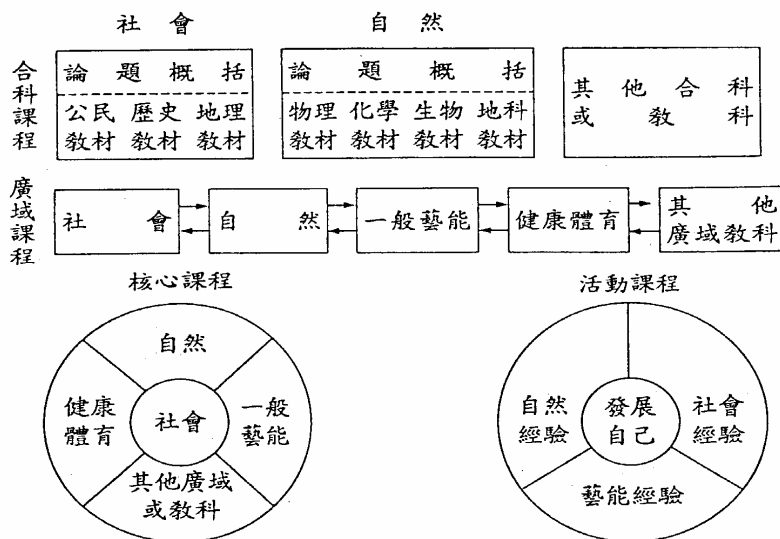 社會
自然
合科課程
論題概括
公民 歷史 地理
教材 教材 教材
論題概括
物理 化學 生物 地科
教材 教材 教材 教材
其他合科
或教科
廣域課程
社會
自然
一般藝能
健康體育
其他
廣域教科
核心課程
自然
健康
體育
社會
一般
藝能
其他廣域
或教科
活動課程
自然
經驗
發展
自己
社會
經驗
藝能經驗